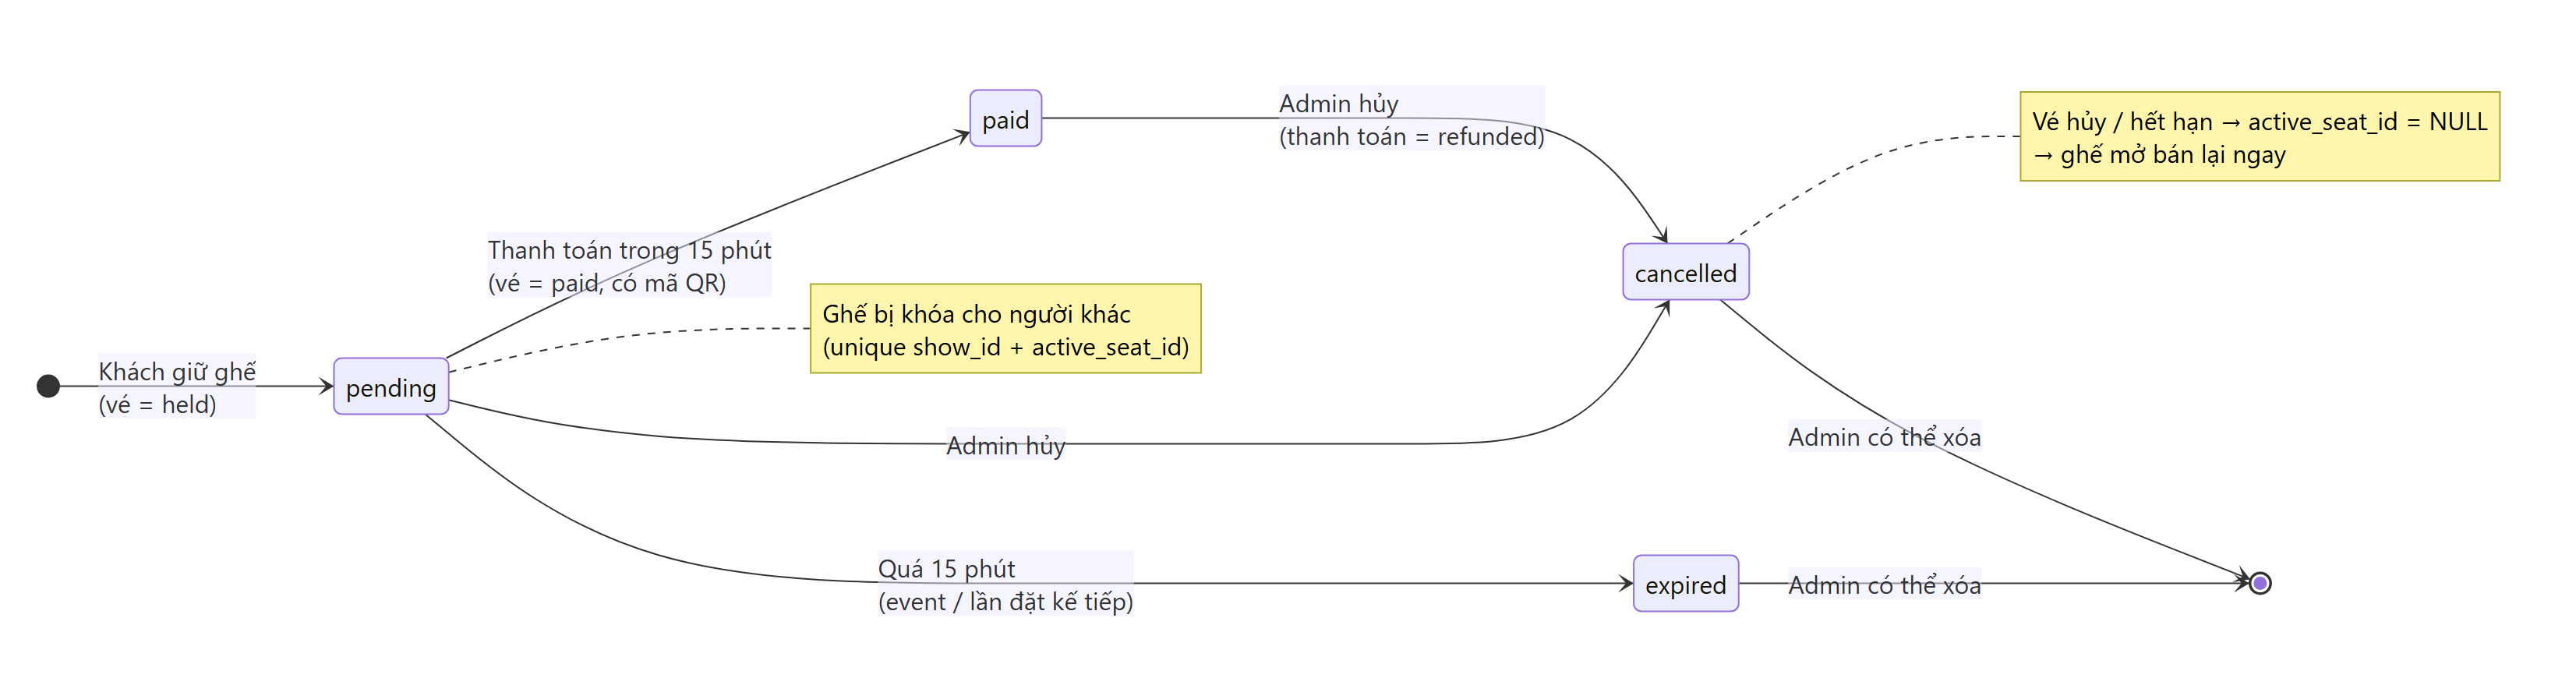 Khách giữ ghế
(vé = held)
pending
Thanh toán trong 15 phút
(vé = paid, có mã QR)
paid
Ghế bị khóa cho người khác
(unique show_id + active_seat_id)
Admin hủy
(thanh toán = refunded)
Admin hủy
Quá 15 phút
(event / lần đặt kế tiếp)
cancelled
expired
Vé hủy / hết hạn → active_seat_id = NULL
→ ghế mở bán lại ngay
Admin có thể xóa
Admin có thể xóa